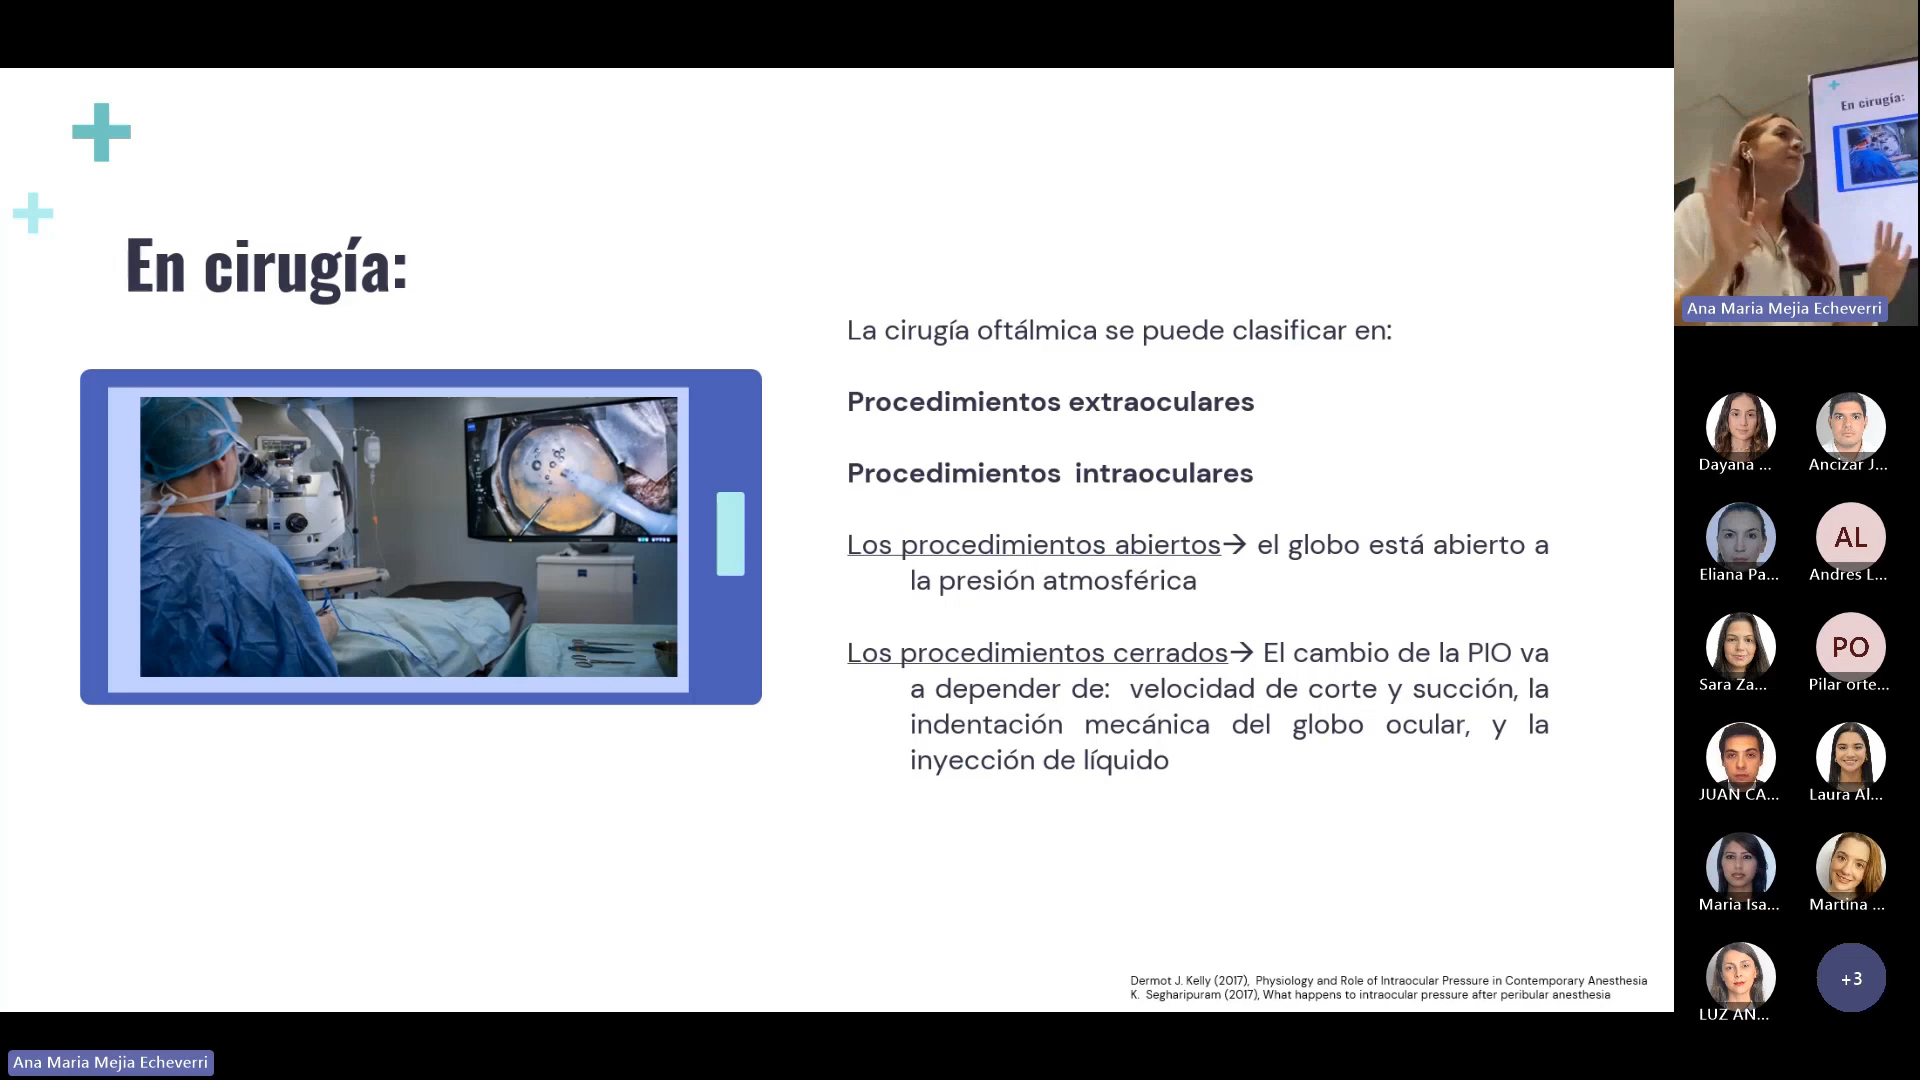 En cirugía:
La cirugía oftálmica se puede clasificar en:
Procedimientos extraoculares
Procedimientos intraoculares
Los procedimientos abiertos→ el globo está abierto a
la presión atmosférica
Los procedimientos cerrados→ El cambio de la PIO va
a depender de: velocidad de corte y succión, la
indentación mecánica del globo ocular, y la
inyección de líquido
Dermot J. Kelly (2017), Physiology and Role of Intraocular Pressure in Contemporary Anesthesia
K. Segharipuram (2017), What happens to intraocular pressure after peribular anesthesia
En cirugía:
Ana Maria Mejia Echeverri
Dayana ...
Ancizar J...
Eliana Pa...
AL
Andres L...
Sara Za...
PO
Pilar orte...
JUAN CA...
Laura Al...
Maria Isa...
Martina ...
LUZ AN...
+3
Ana Maria Mejia Echeverri